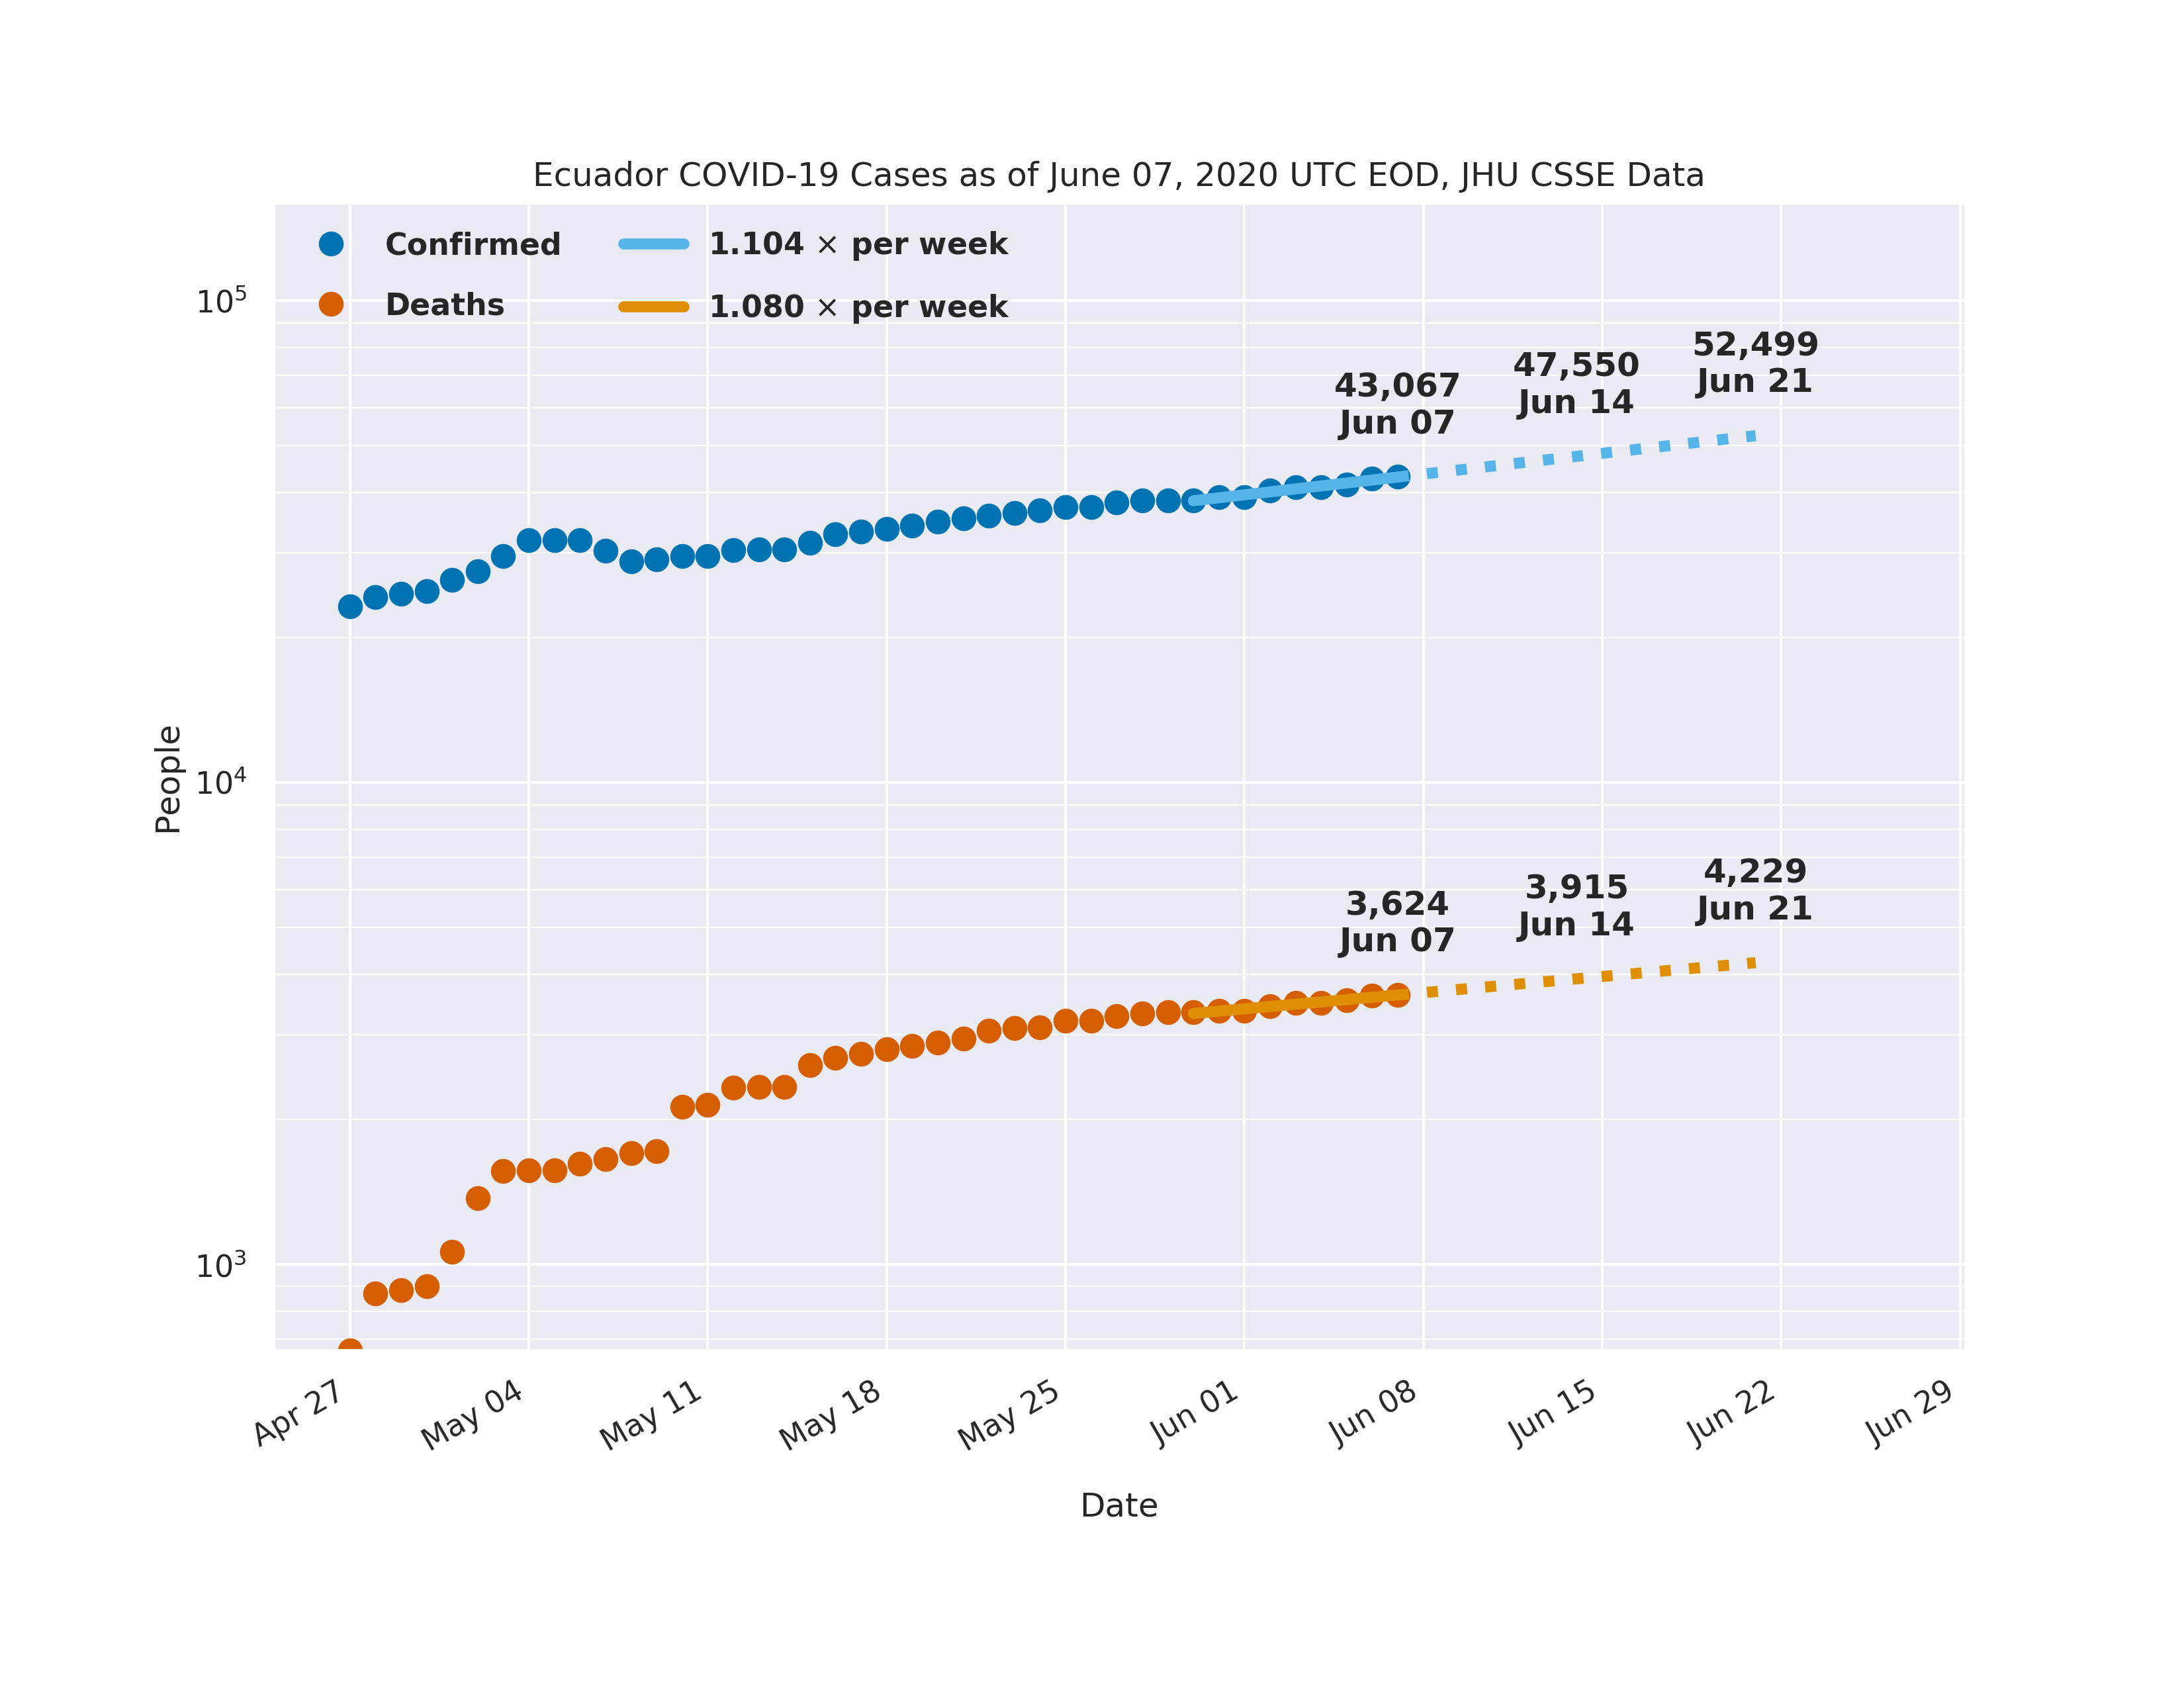 Ecuador COVID-19 Cases as of June 07, 2020 UTC EOD, JHU CSSE Data
Confirmed
Deaths
1.104 × per week
1.080 × per week
10⁵
10⁴
10³
People
52,499
Jun 21
47,550
Jun 14
43,067
Jun 07
4,229
Jun 21
3,915
Jun 14
3,624
Jun 07
Apr 27
May 04
May 11
May 18
May 25
Jun 01
Jun 08
Jun 15
Jun 22
Jun 29
Date